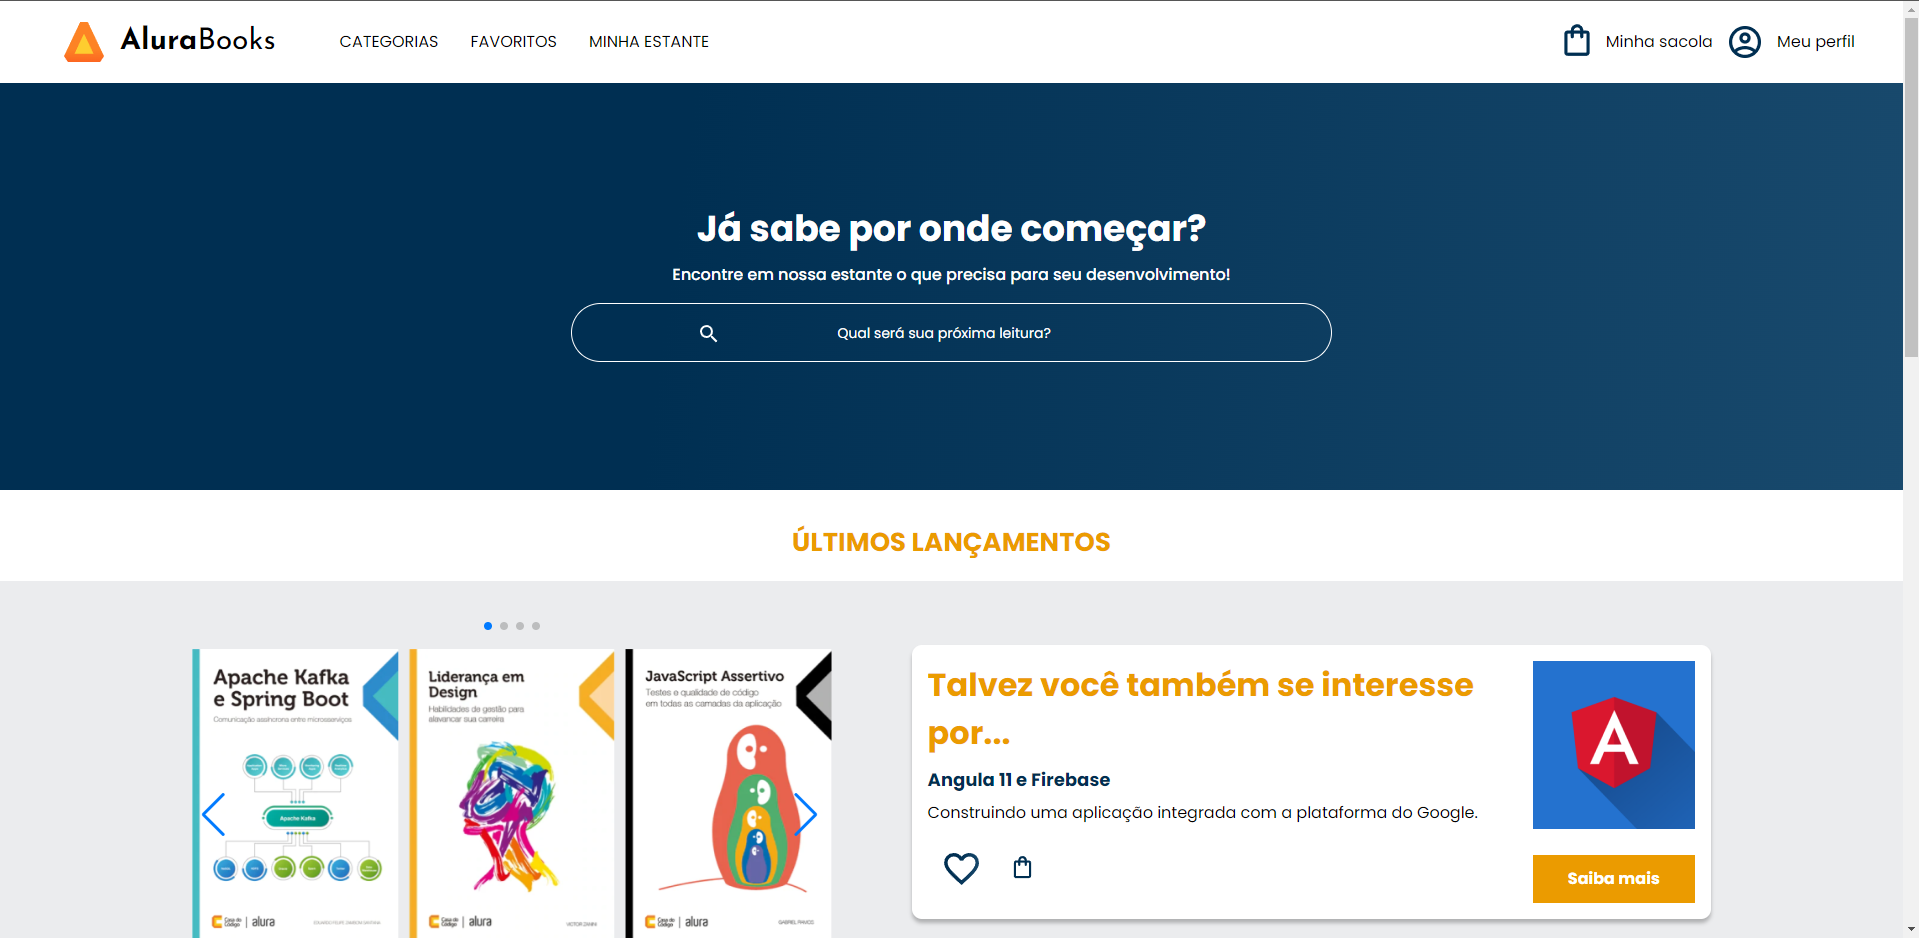 AluraBooks
CATEGORIAS
FAVORITOS
MINHA ESTANTE
Minha sacola
Meu perfil
Já sabe por onde começar?
Encontre em nossa estante o que precisa para seu desenvolvimento!
Qual será sua próxima leitura?
ÚLTIMOS LANÇAMENTOS
Apache Kafka
e Spring Boot
Comunicação assíncrona entre microsserviços
Apache Kafka
Casa do
Código
alura
Liderança em
Design
Habilidades de gestão para
alavancar sua carreira
Casa do
Código
alura
VICTOR ZANINI
JavaScript Assertivo
Testes e qualidade de código
em todas as camadas da aplicação
Casa do
Código
alura
GABRIEL RAMOS
Talvez você também se interesse
por...
Angula 11 e Firebase
Construindo uma aplicação integrada com a plataforma do Google.
A
Saiba mais